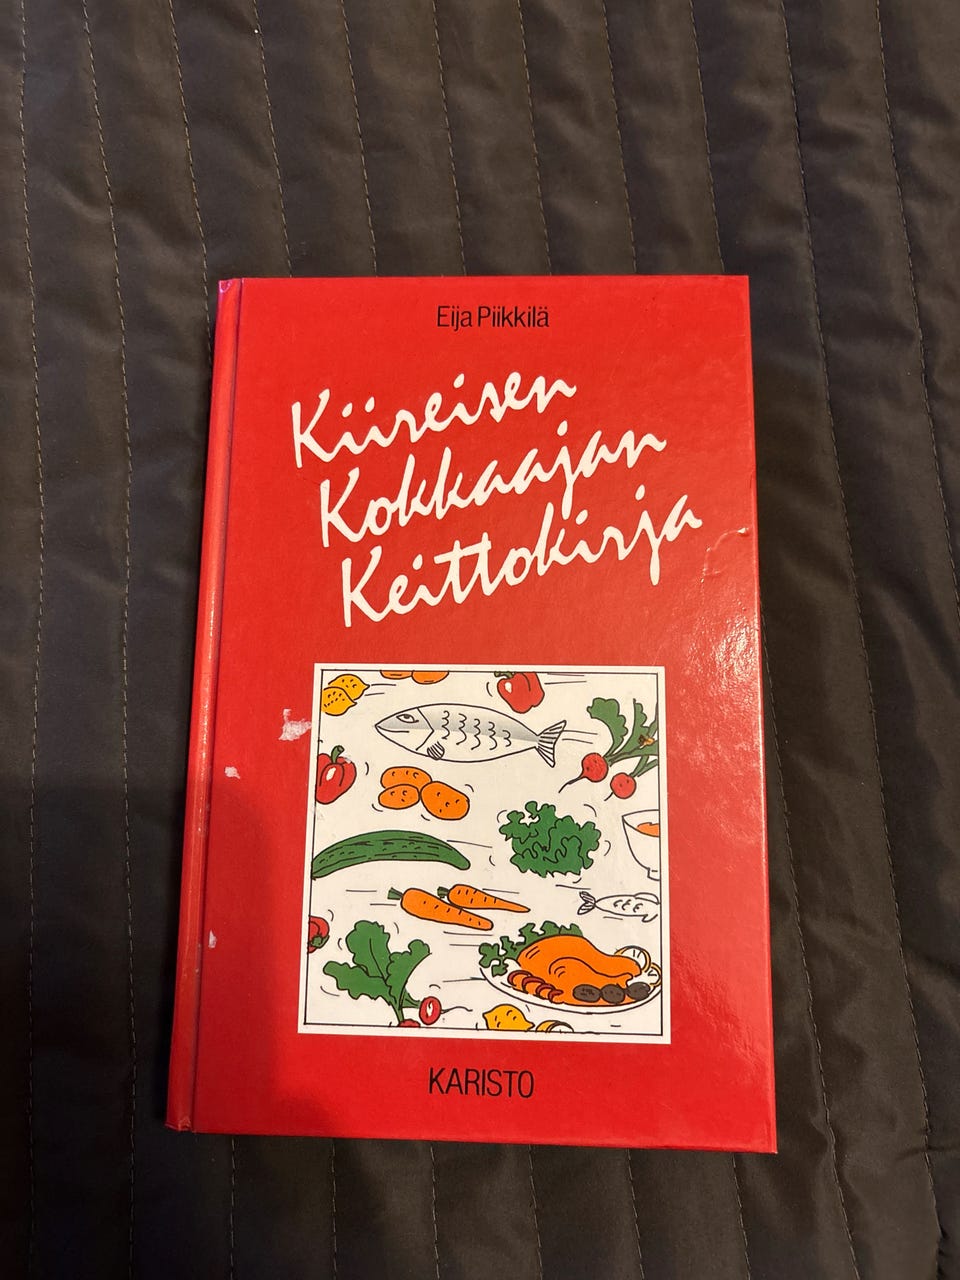 Eija Piikkilä
Kiireisen
Kokkaajan
Keittokirja
KARISTO